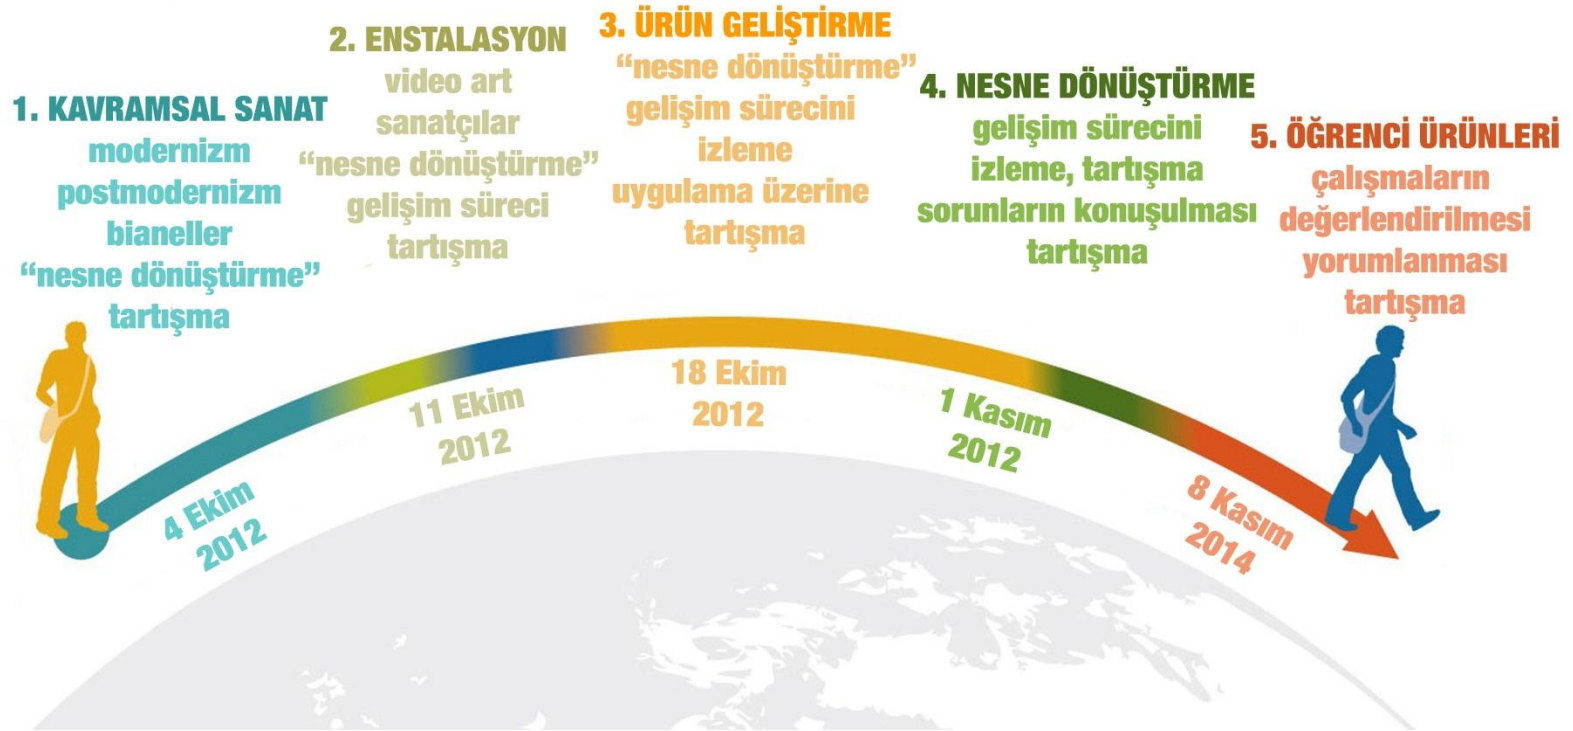 1. KAVRAMSAL SANAT
modernizm
postmodernizm
bianeller
“nesne dönüştürme”
tartışma
2. ENSTALASYON
video art
sanatçılar
“nesne dönüştürme”
gelişim süreci
tartışma
3. ÜRÜN GELİŞTİRME
“nesne dönüştürme”
gelişim sürecini
izleme
uygulama üzerine
tartışma
4. NESNE DÖNÜŞTÜRME
gelişim sürecini
izleme, tartışma
sorunların konuşulması
tartışma
5. ÖĞRENCİ ÜRÜNLERİ
çalışmaların
değerlendirilmesi
yorumlanması
tartışma
4 Ekim
2012
11 Ekim
2012
18 Ekim
2012
1 Kasım
2012
8 Kasım
2014